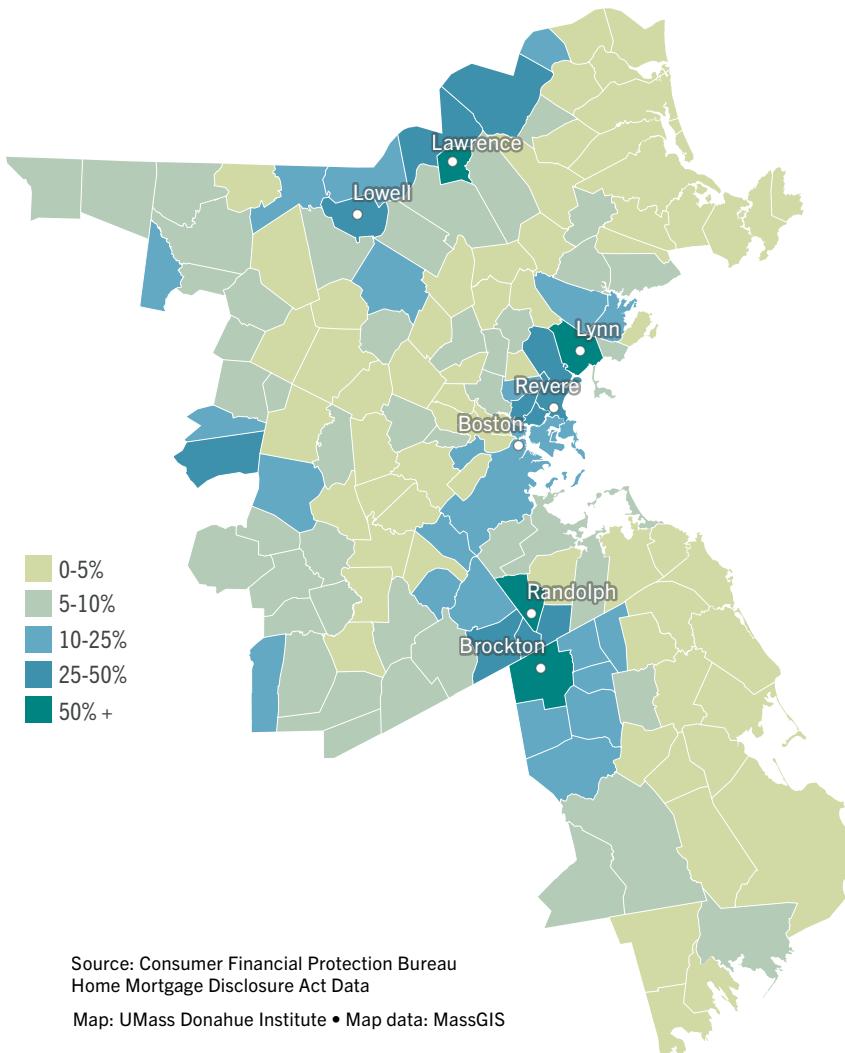 Lawrence
Lowell
Lynn
Revere
Boston
0-5%
5-10%
10-25%
25-50%
50% +
Randolph
Brockton
Source: Consumer Financial Protection Bureau
Home Mortgage Disclosure Act Data
Map: UMass Donahue Institute • Map data: MassGIS